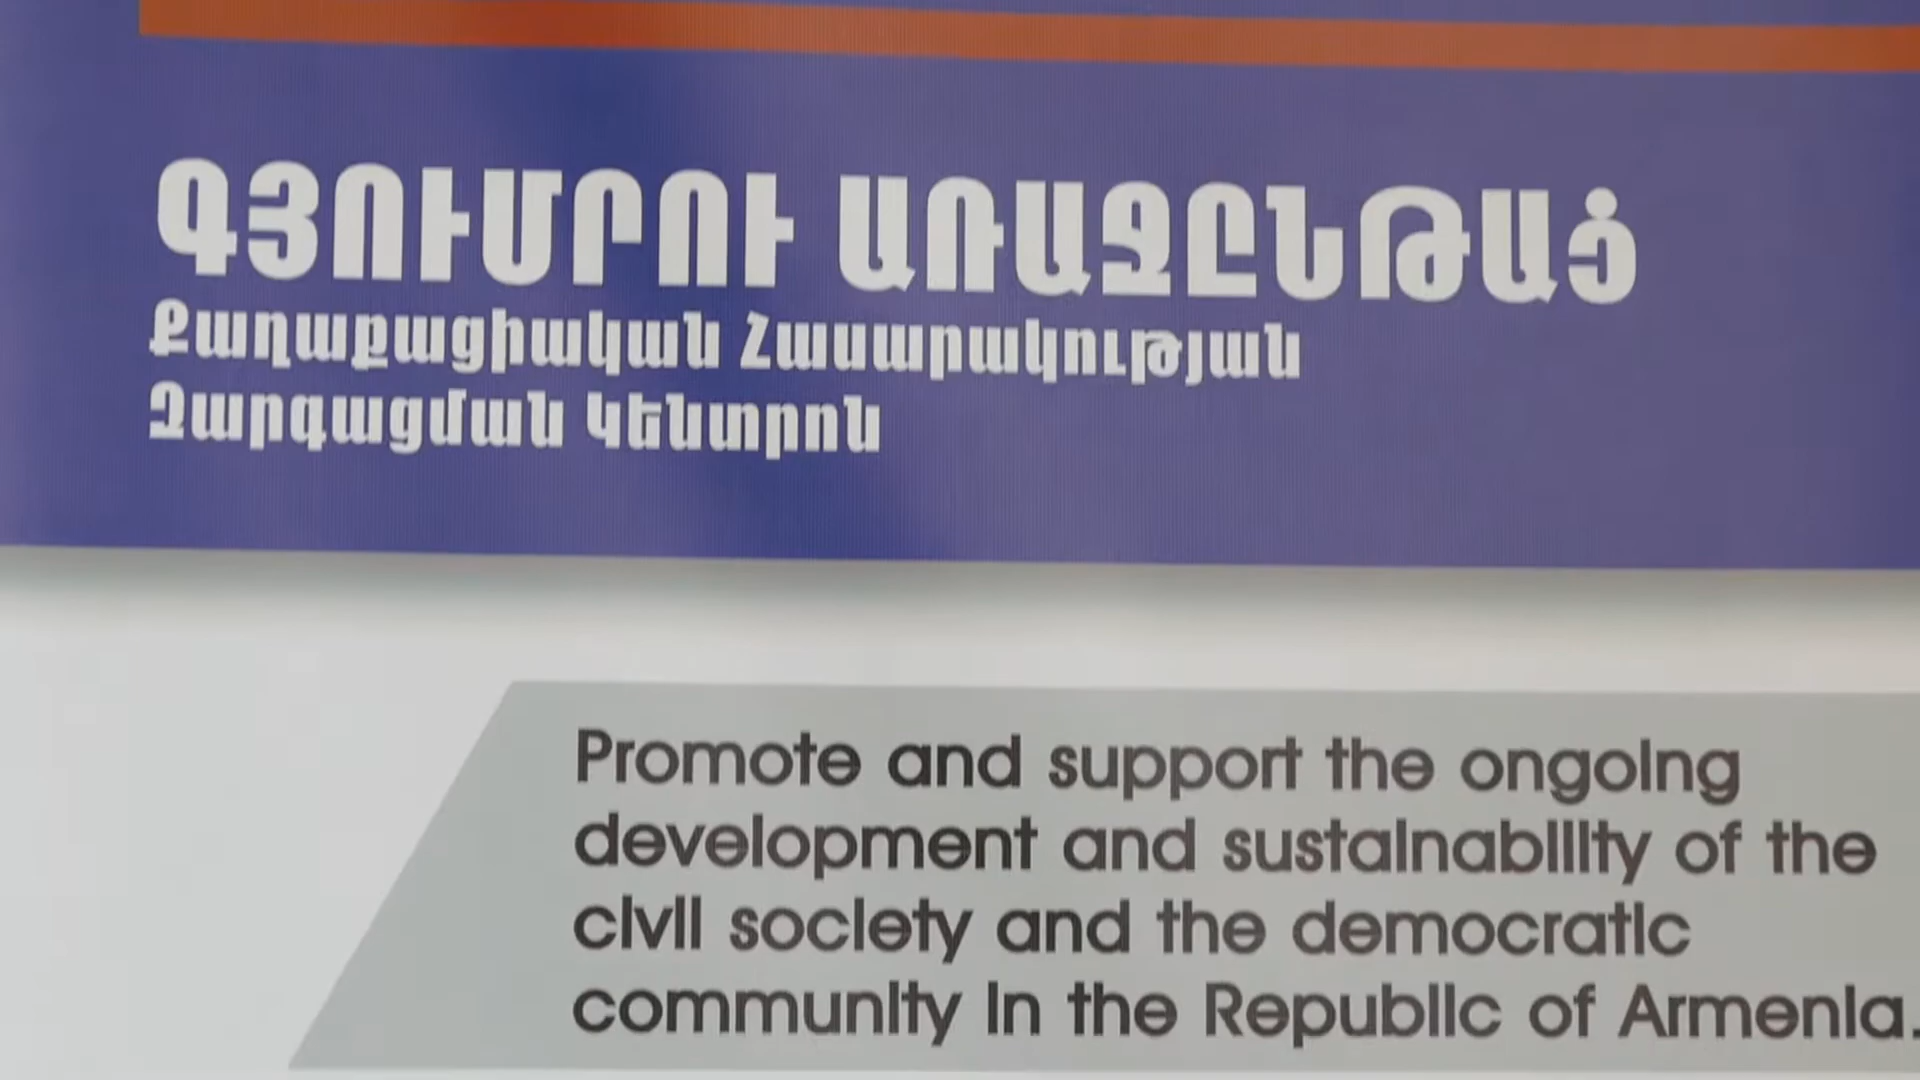 ԳՅՈՒՄՐՈՒ ԱՌԱՋԸՆԹԱՑ
Քաղաքացիական Հասարակության
Զարգացման Կենտրոն
Promote and support the ongoing
development and sustainability of the
civil society and the democratic
community in the Republic of Armenia.